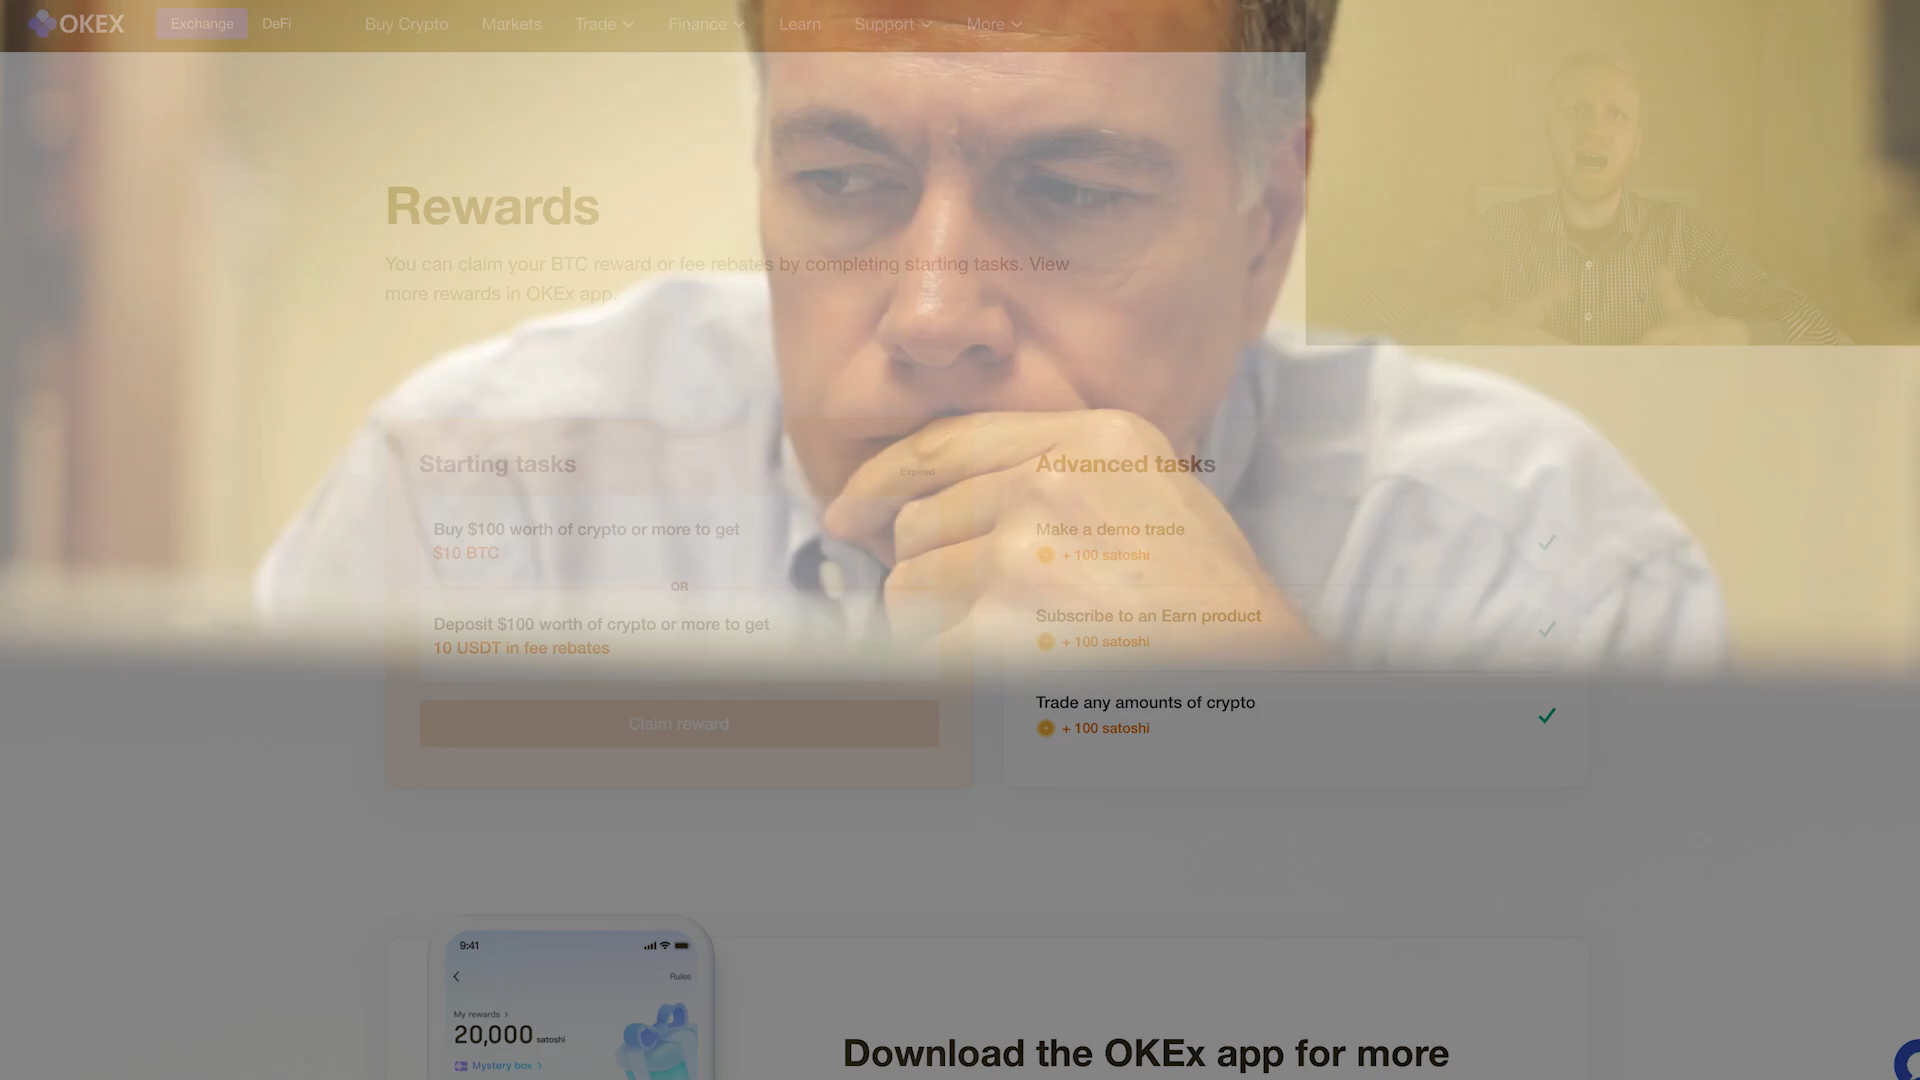 OKEX
Exchange
DeFi
Buy Crypto
Markets
Trade
Finance
Learn
Support
More
Rewards
You can claim your BTC reward or fee rebates by completing starting tasks. View
more rewards in OKEx app.
Starting tasks
Expired
Buy $100 worth of crypto or more to get
$10 BTC
OR
Deposit $100 worth of crypto or more to get
10 USDT in fee rebates
Claim reward
Advanced tasks
Make a demo trade
+ 100 satoshi
Subscribe to an Earn product
+ 100 satoshi
Trade any amounts of crypto
+ 100 satoshi
9:41
Rules
My rewards
20,000 satoshi
Mystery box
Download the OKEx app for more